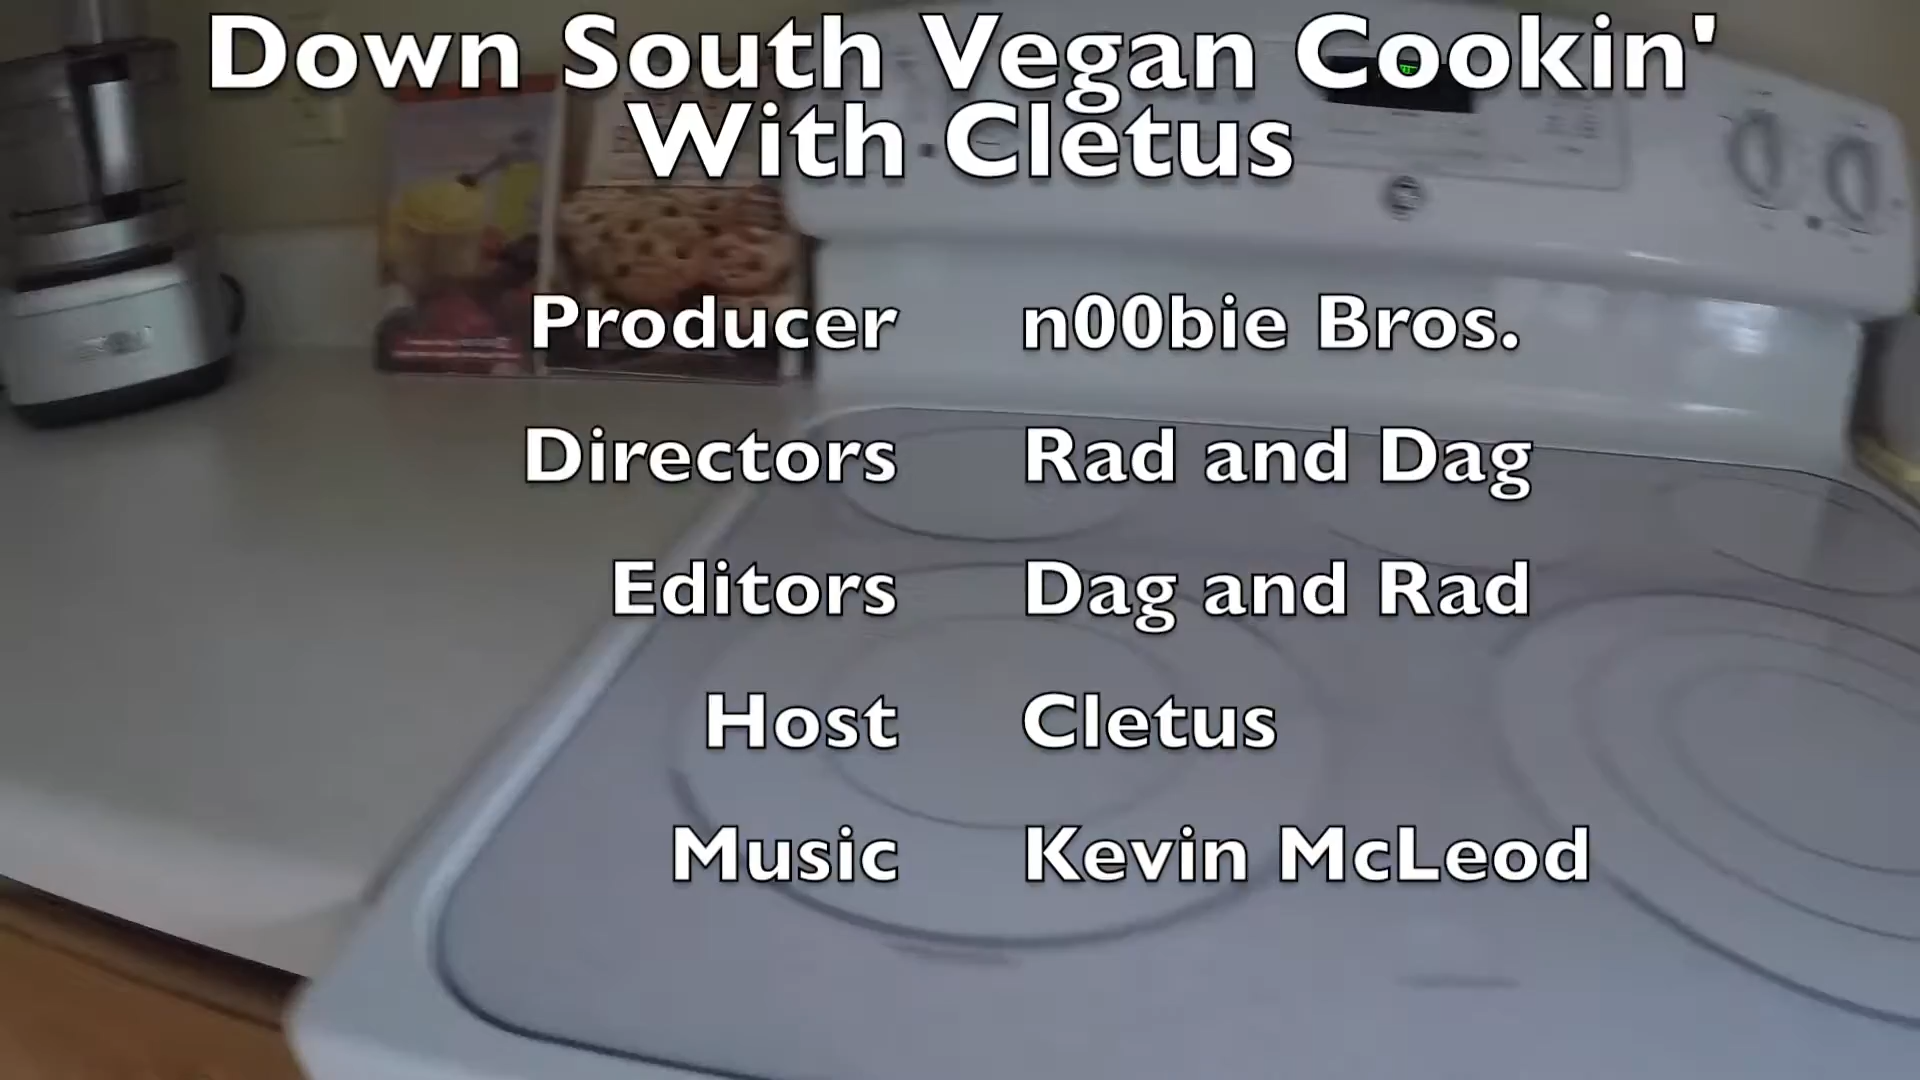 Down South Vegan Cookin'
With Cletus
Producer n00bie Bros.
Directors Rad and Dag
Editors Dag and Rad
Host Cletus
Music Kevin McLeod